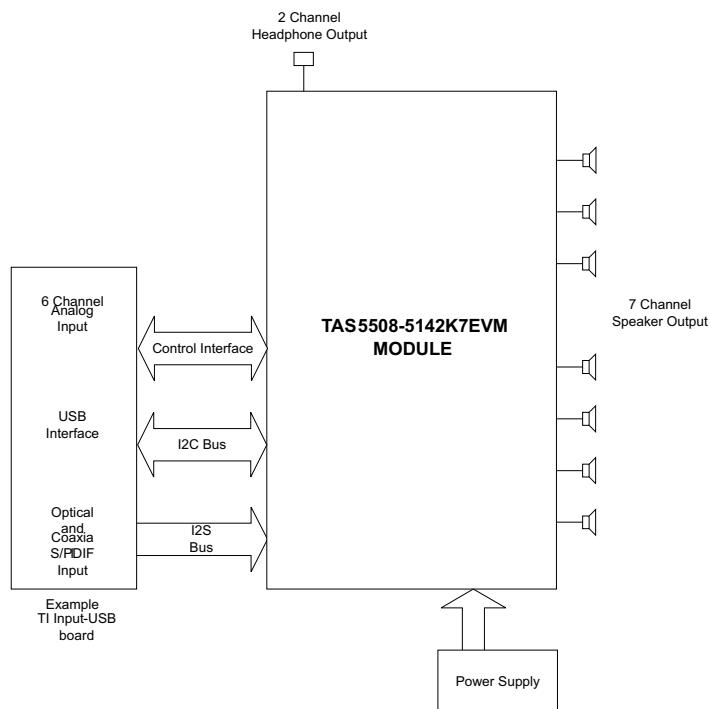 2 Channel
Headphone Output
6 Channel
Analog
Input
Control Interface
TAS5508-5142K7EVM
MODULE
7 Channel
Speaker Output
USB
Interface
I2C Bus
Optical
and
Coaxia
S/PDIF
Input
I2S
Bus
Example
TI Input-USB
board
Power Supply